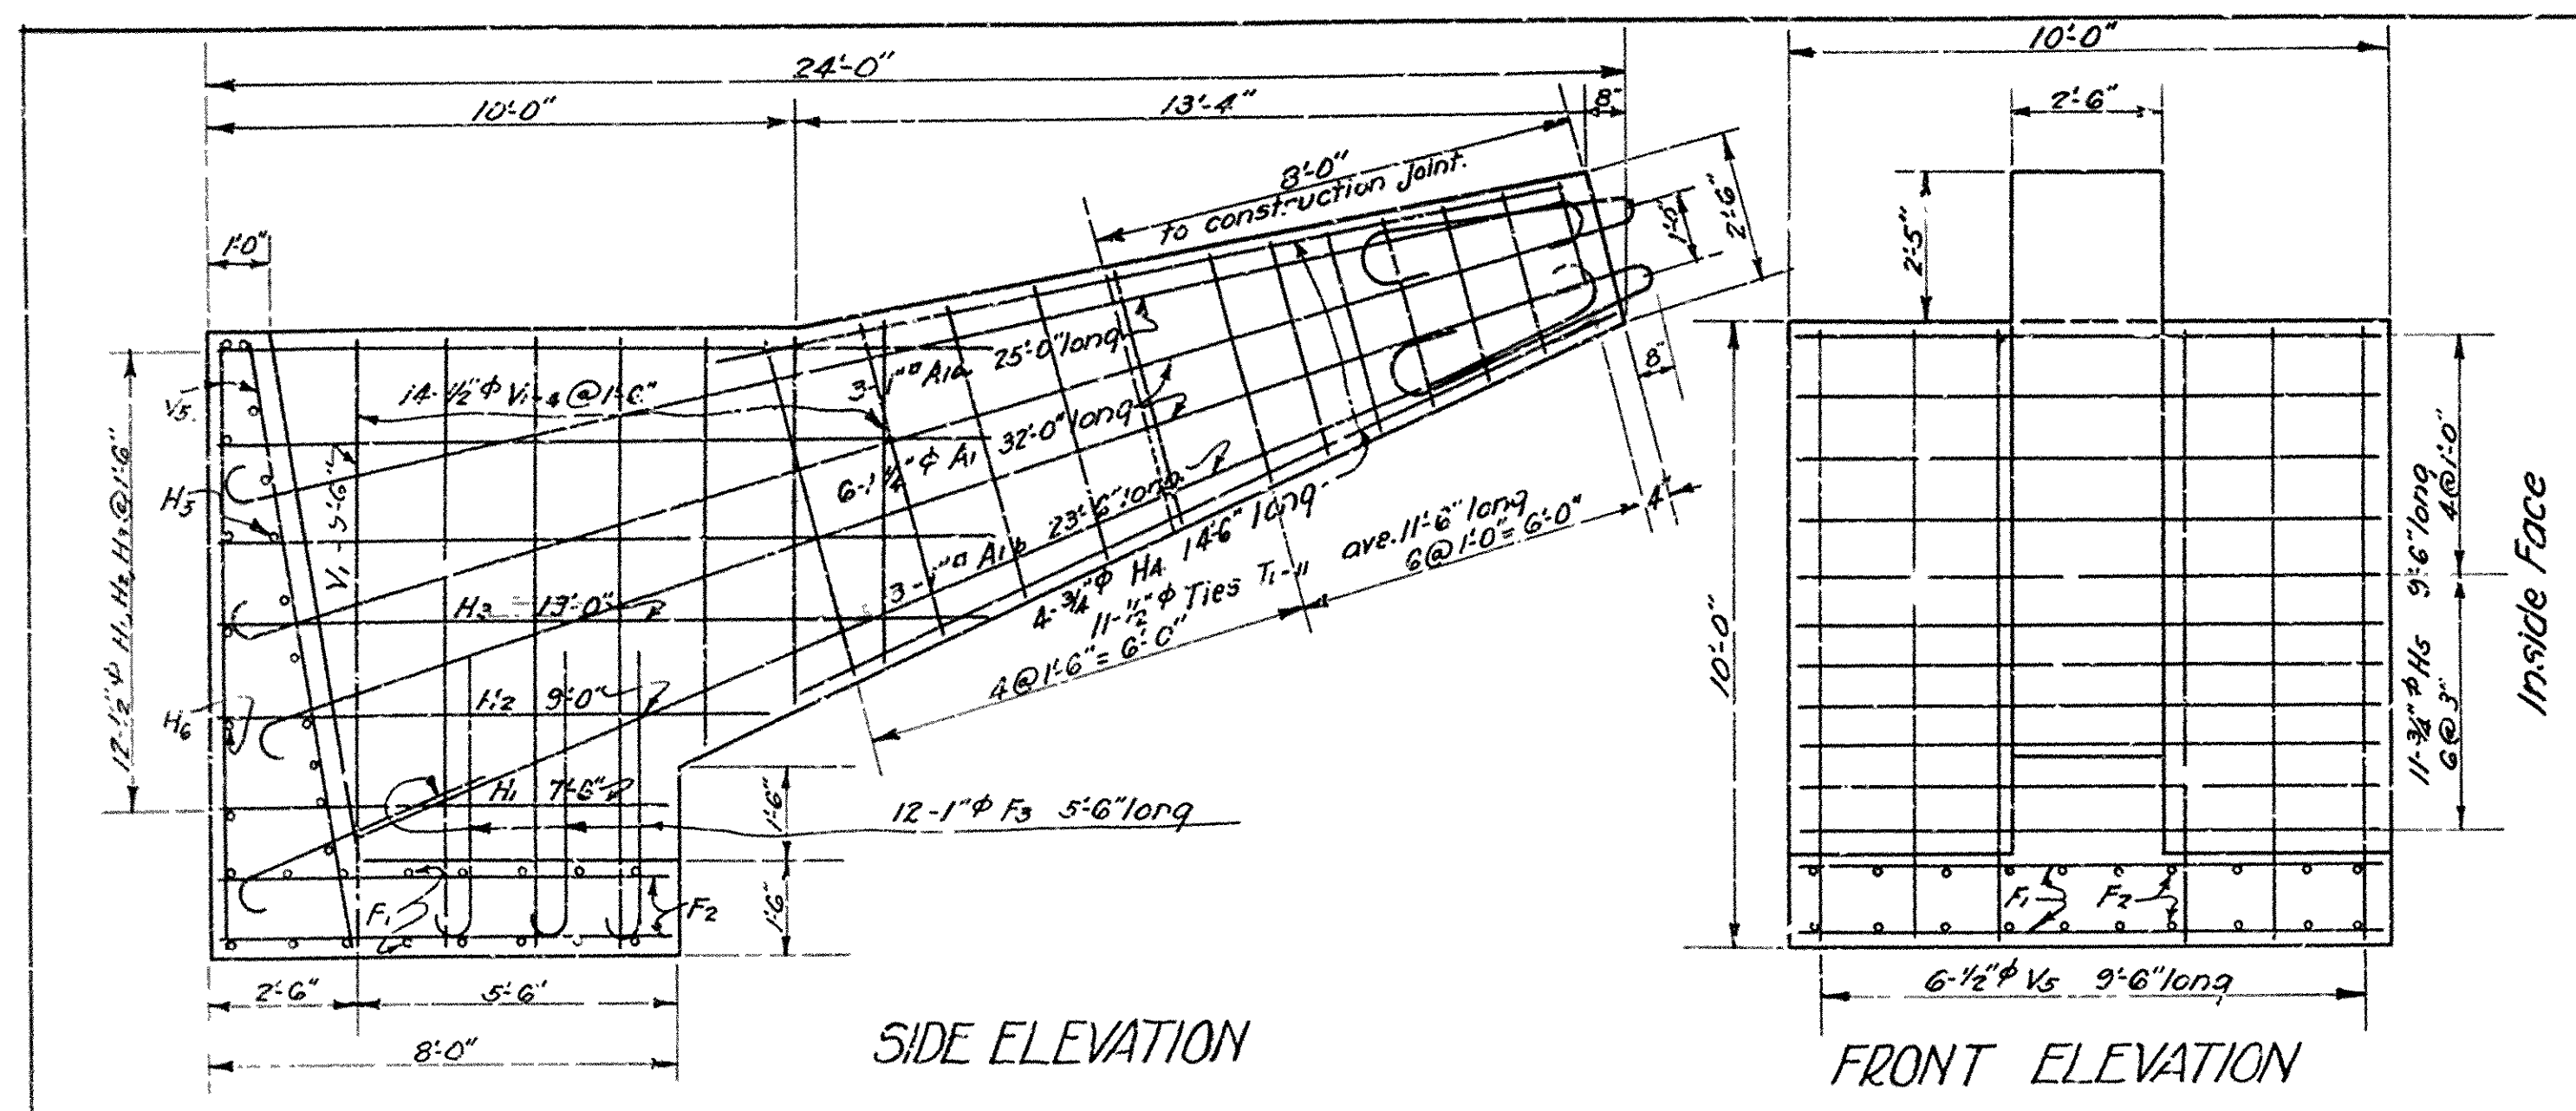 24'-0"
10'-0"
13'-4"
8"
8'-0"
to construction Joint.
1'-0"
2'-6"
1'-0"
V5.
14-½"Φ V1-4 @ 1'-6"
3-1"□ A1a 25'-0" long
6-1¼"Φ A1 32'-0" long
3-1"□ A1b 23'-6" long
4-¾"Φ H4 14'-6" long
11-½"Φ Ties T1-11 ave. 11'-6" long
4 @ 1'-6" = 6'-0"
6 @ 1'-0" = 6'-0"
8"
4"
H5
H6
12-½"Φ H1, H2, H3 @ 1'-6"
H3 = 13'-0"
H2 9'-0"
H1 7'-6"
12-1"Φ F3 5'-6" long
1'-6"
1'-6"
F1
F2
2'-6"
5'-6"
8'-0"
SIDE ELEVATION
10'-0"
2'-6"
2'-5"
10'-0"
11-¾"Φ H5 9'-6" long
4 @ 1'-0"
6 @ 3"
Inside Face
F1
F2
6-½"Φ V5 9'-6" long
FRONT ELEVATION